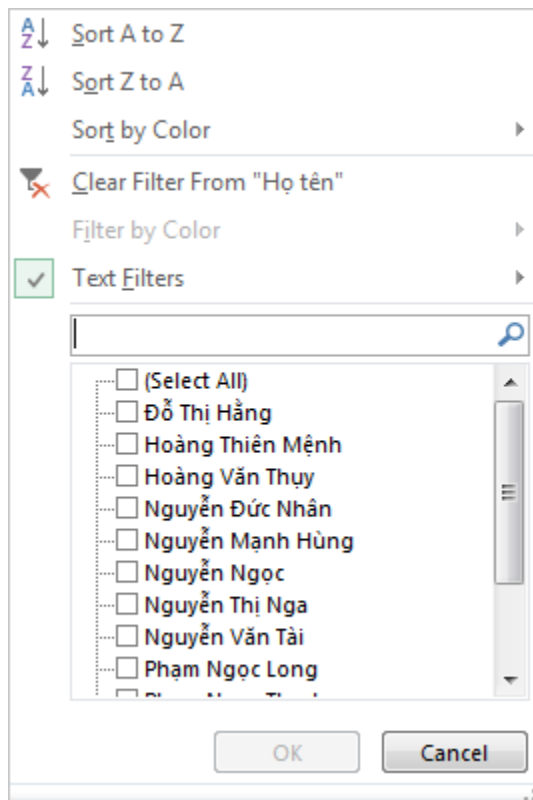 Sort A to Z
Sort Z to A
Sort by Color
Clear Filter From "Họ tên"
Filter by Color
Text Filters
(Select All)
Đỗ Thị Hằng
Hoàng Thiên Mệnh
Hoàng Văn Thụy
Nguyễn Đức Nhân
Nguyễn Mạnh Hùng
Nguyễn Ngọc
Nguyễn Thị Nga
Nguyễn Văn Tài
Phạm Ngọc Long
OK Cancel